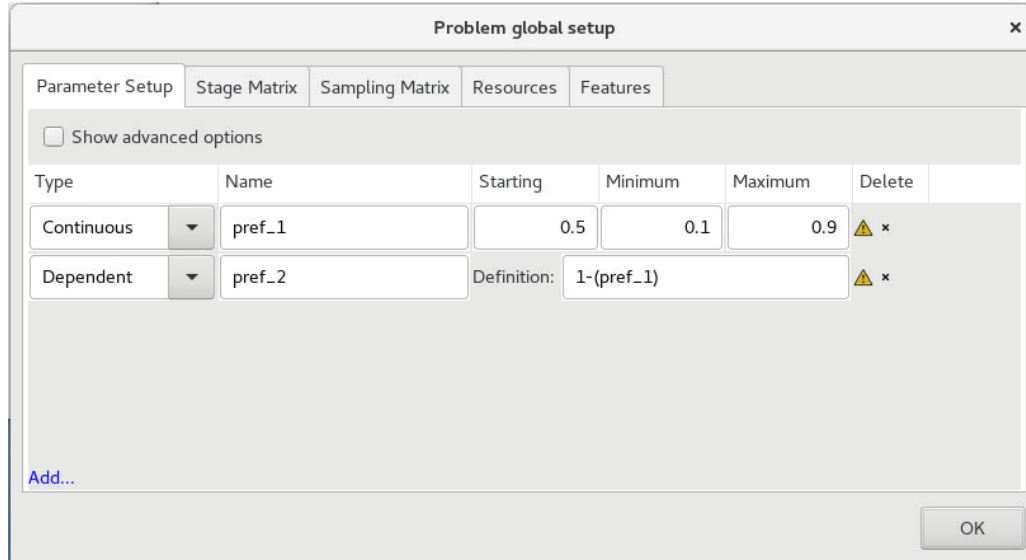 Problem global setup ×
Parameter Setup Stage Matrix Sampling Matrix Resources Features
Show advanced options
Type Name Starting Minimum Maximum Delete
Continuous pref_1 0.5 0.1 0.9 ×
Dependent pref_2 Definition: 1-(pref_1) ×
Add...
OK